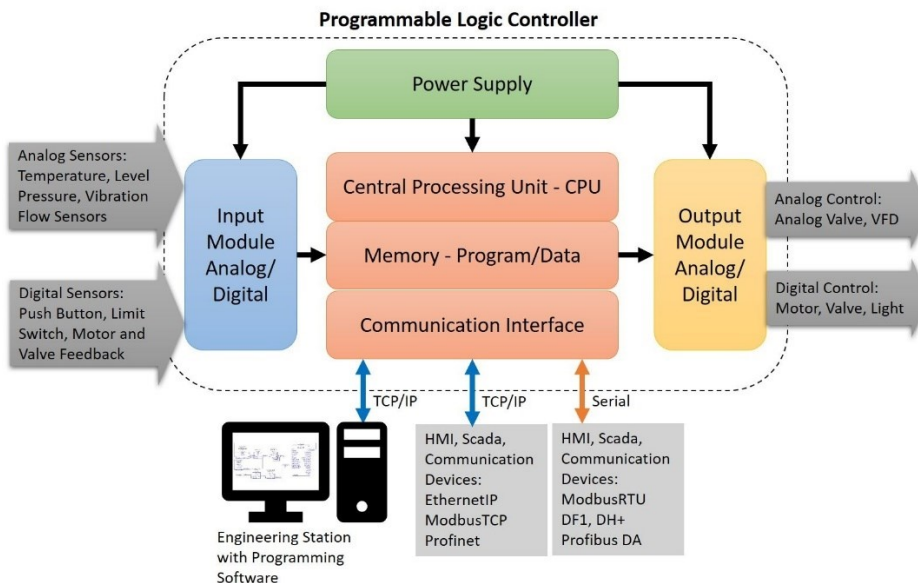 Programmable Logic Controller
Power Supply
Analog Sensors:
Temperature, Level
Pressure, Vibration
Flow Sensors
Digital Sensors:
Push Button, Limit
Switch, Motor and
Valve Feedback
Input
Module
Analog/
Digital
Central Processing Unit - CPU
Memory - Program/Data
Communication Interface
Output
Module
Analog/
Digital
Analog Control:
Analog Valve, VFD
Digital Control:
Motor, Valve, Light
TCP/IP
TCP/IP
Serial
Engineering Station
with Programming
Software
HMI, Scada,
Communication
Devices:
EthernetIP
ModbusTCP
Profinet
HMI, Scada,
Communication
Devices:
ModbusRTU
DF1, DH+
Profibus DA